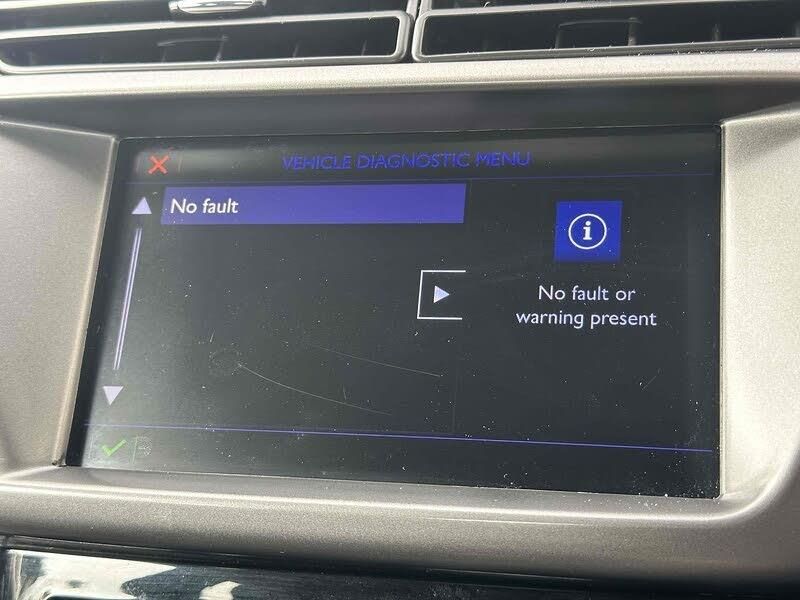 VEHICLE DIAGNOSTIC MENU
No fault
No fault or
warning present